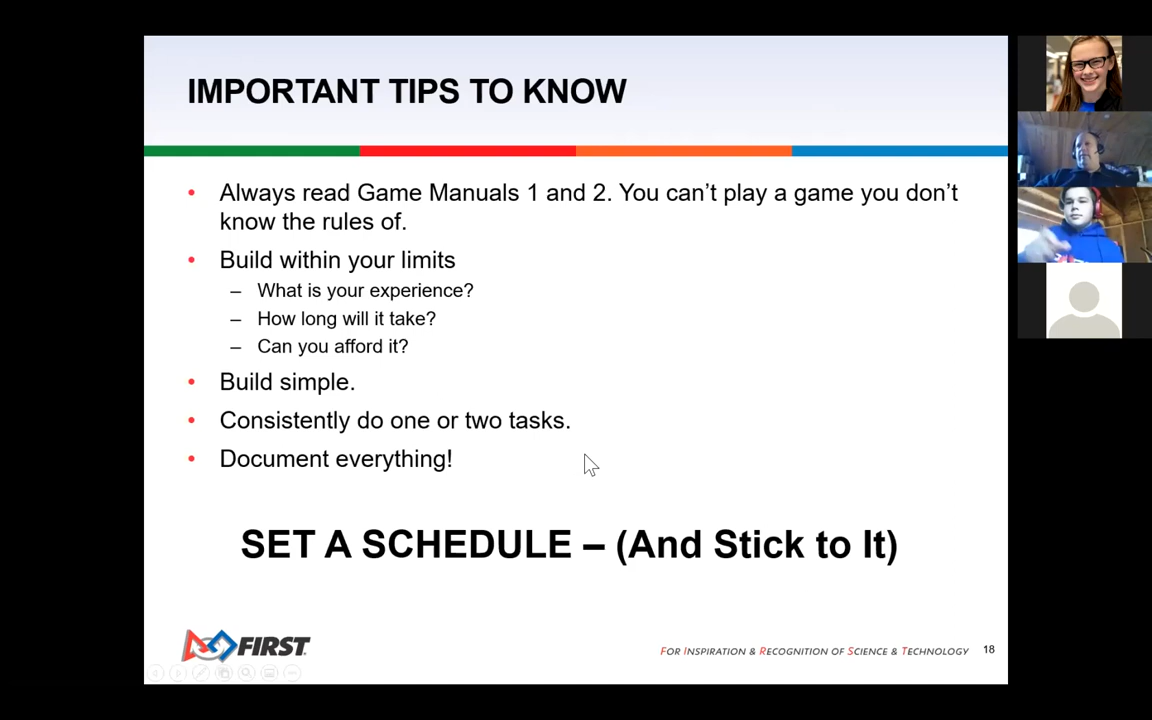 IMPORTANT TIPS TO KNOW
• Always read Game Manuals 1 and 2. You can’t play a game you don’t
know the rules of.
• Build within your limits
– What is your experience?
– How long will it take?
– Can you afford it?
• Build simple.
• Consistently do one or two tasks.
• Document everything!
SET A SCHEDULE – (And Stick to It)
FIRST
FOR INSPIRATION & RECOGNITION OF SCIENCE & TECHNOLOGY 18